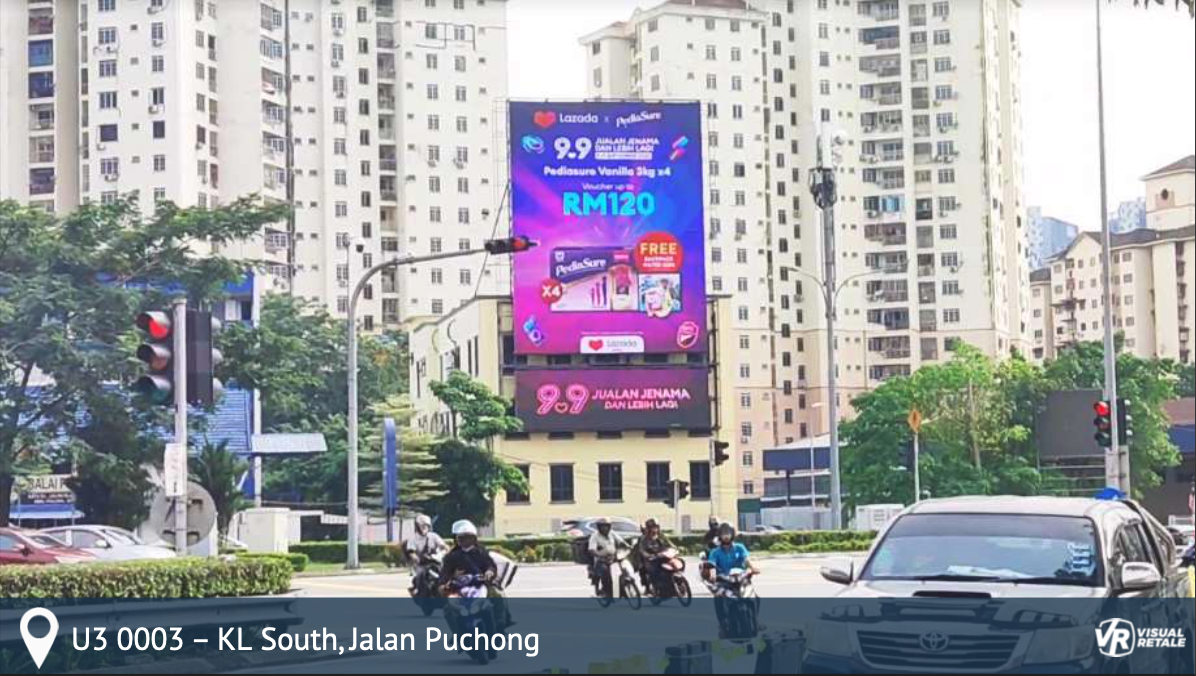 Lazada x PediaSure
9.9 JUALAN JENAMA
DAN LEBIH LAGI
Pediasure Vanilla 3kg x4
Voucher up to
RM120
FREE
PediaSure
X4
Lazada
9.9 JUALAN JENAMA
DAN LEBIH LAGI
BALAI
U3 0003 – KL South, Jalan Puchong
VR VISUAL
RETALE